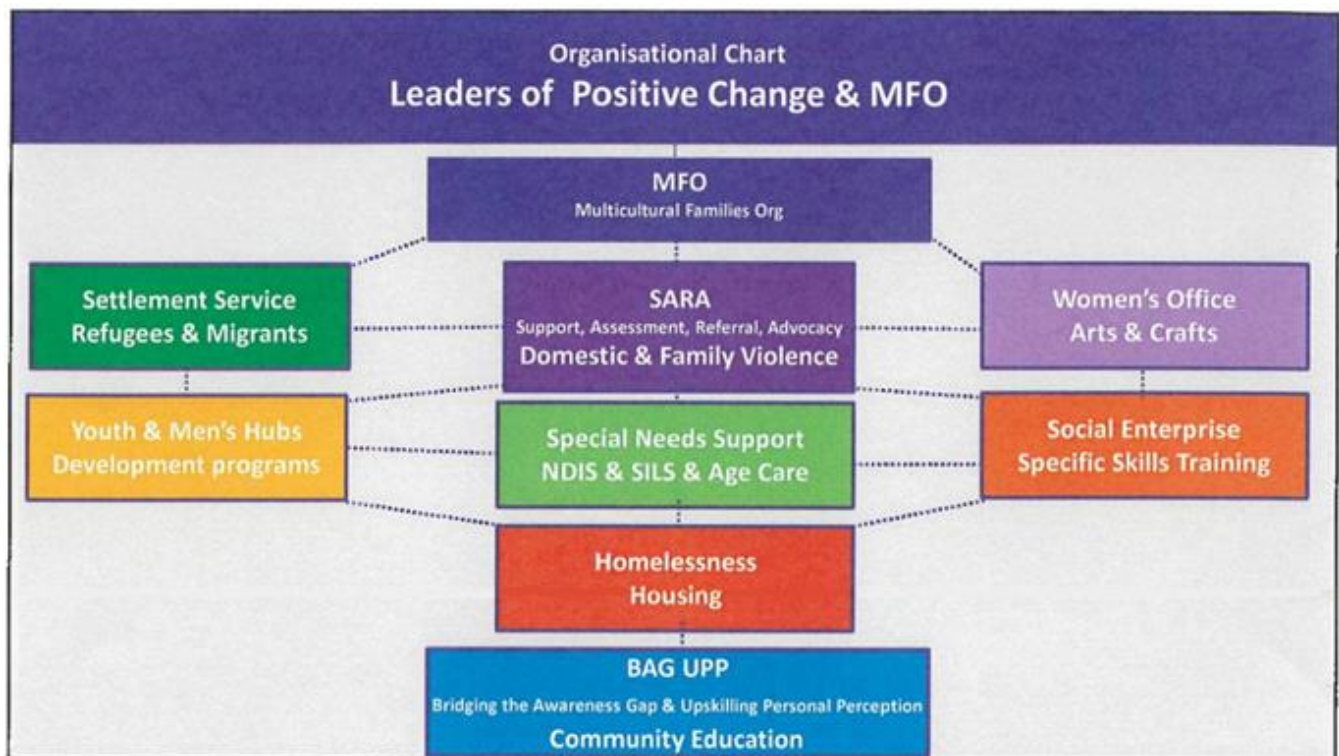 Organisational Chart
Leaders of Positive Change & MFO
MFO
Multicultural Families Org
Settlement Service
Refugees & Migrants
SARA
Support, Assessment, Referral, Advocacy
Domestic & Family Violence
Women's Office
Arts & Crafts
Youth & Men's Hubs
Development programs
Special Needs Support
NDIS & SILS & Age Care
Social Enterprise
Specific Skills Training
Homelessness
Housing
BAG UPP
Bridging the Awareness Gap & Upskilling Personal Perception
Community Education